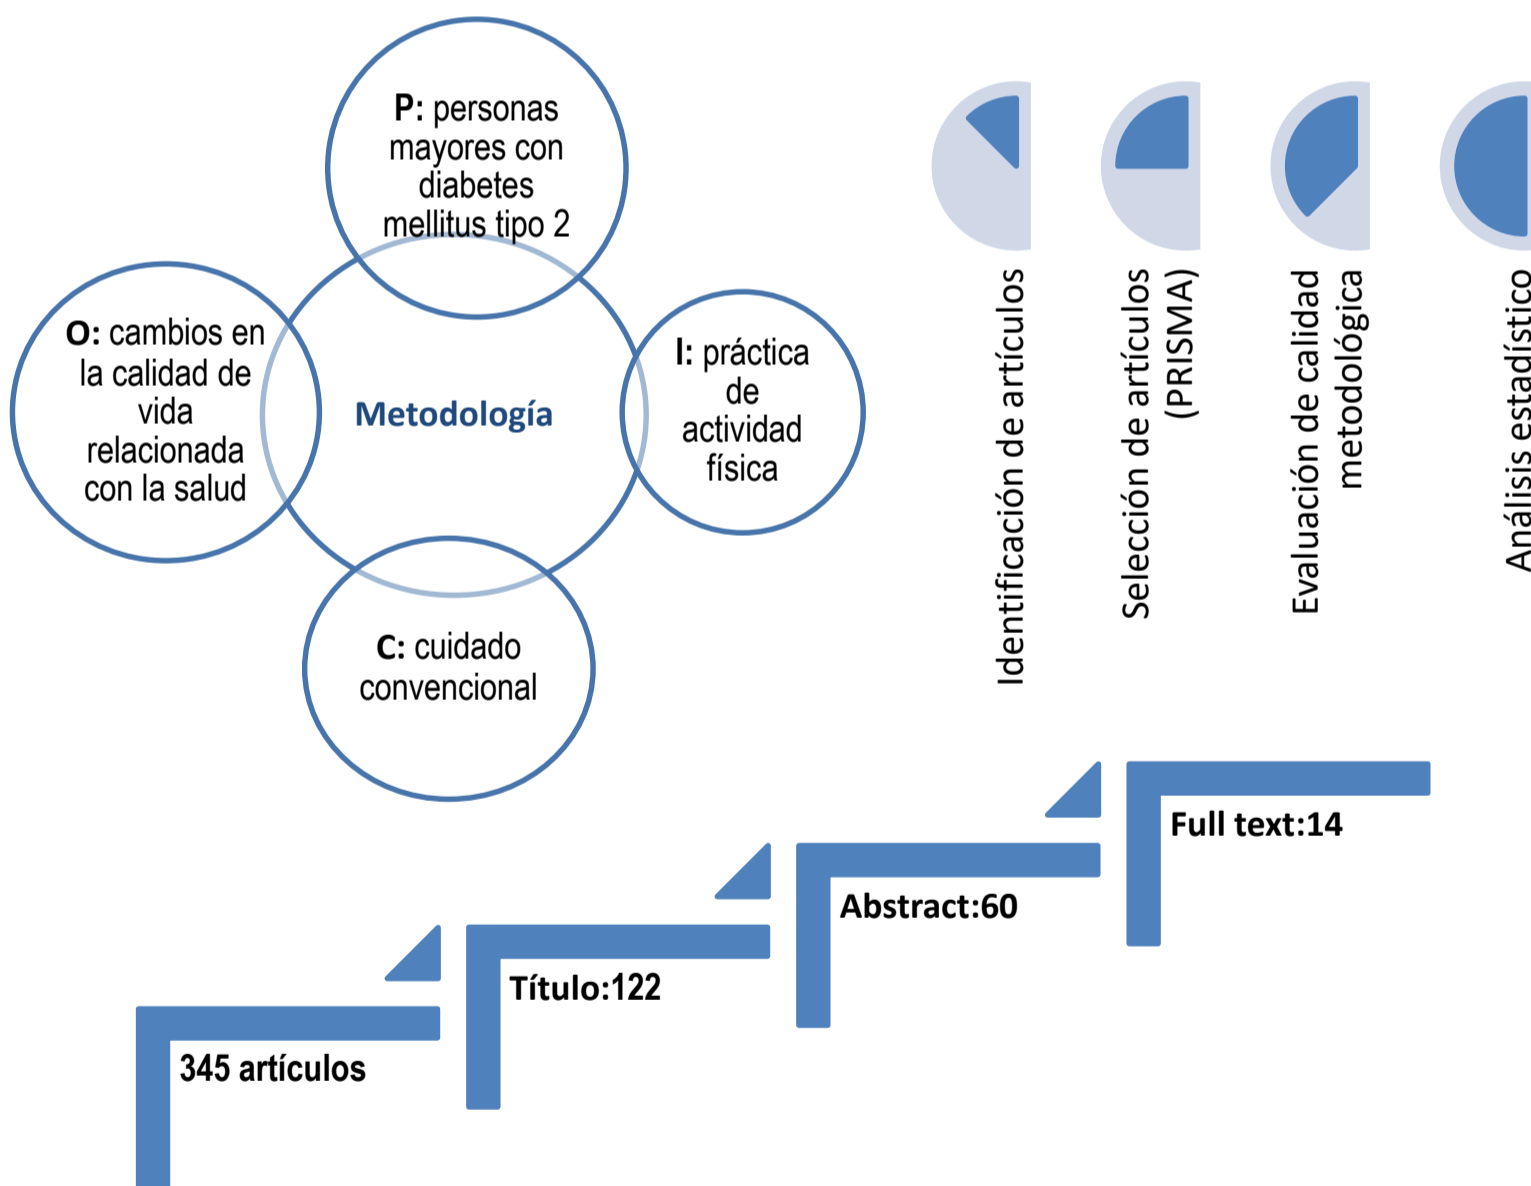 P: personas
mayores con
diabetes
mellitus tipo 2
O: cambios en
la calidad de
vida
relacionada
con la salud
Metodología
I: práctica
de
actividad
física
C: cuidado
convencional
Identificación de artículos
Selección de artículos
(PRISMA)
Evaluación de calidad
metodológica
Análisis estadístico
345 artículos
Título:122
Abstract:60
Full text:14